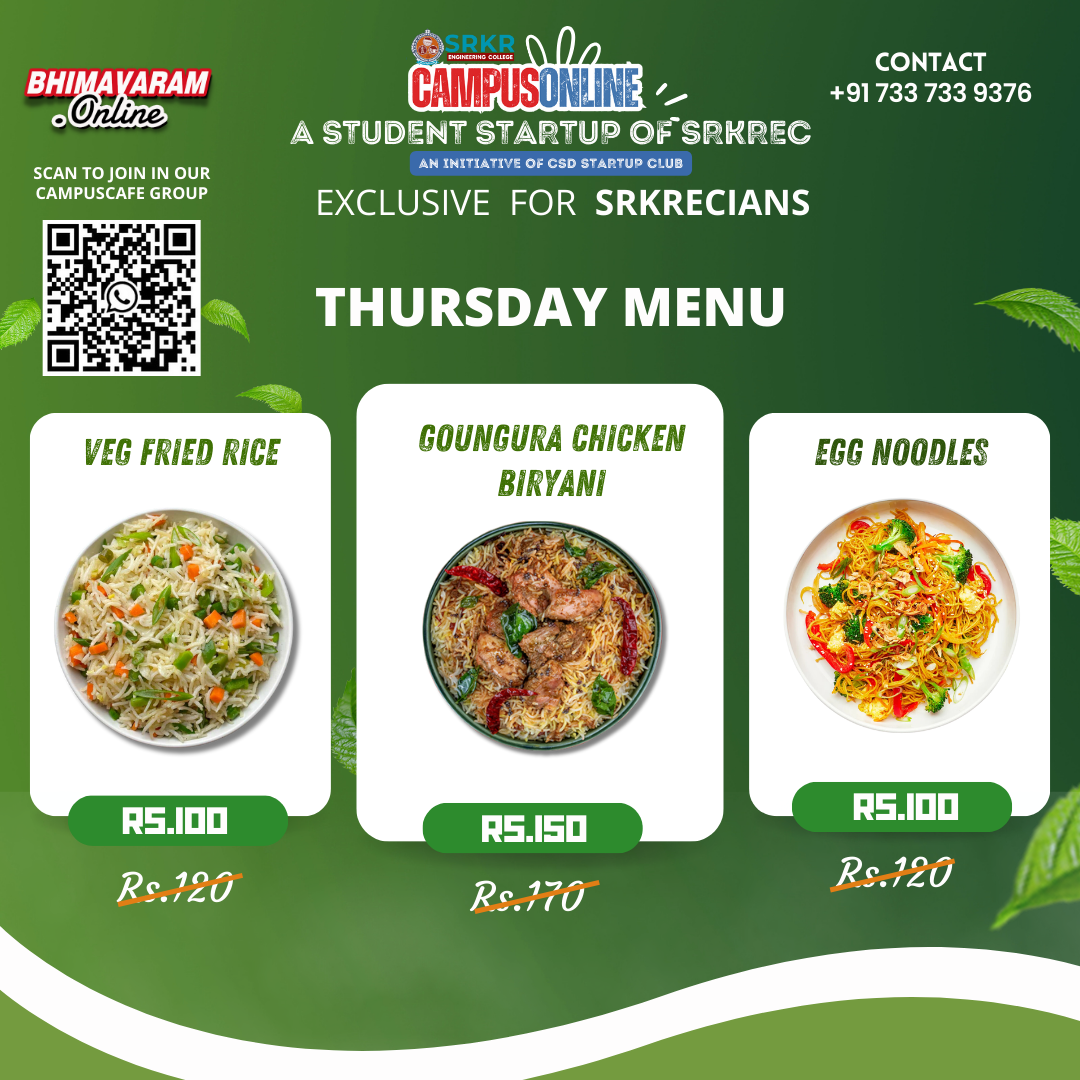 BHIMAVARAM
.Online
SCAN TO JOIN IN OUR
CAMPUSCAFE GROUP
SRKR
ENGINEERING COLLEGE
CAMPUSONLINE
A STUDENT STARTUP OF SRKREC
AN INITIATIVE OF CSD STARTUP CLUB
EXCLUSIVE FOR SRKRECIANS
CONTACT
+91 733 733 9376
THURSDAY MENU
VEG FRIED RICE
RS.100
Rs.120
GOUNGURA CHICKEN
BIRYANI
RS.150
Rs.170
EGG NOODLES
RS.100
Rs.120